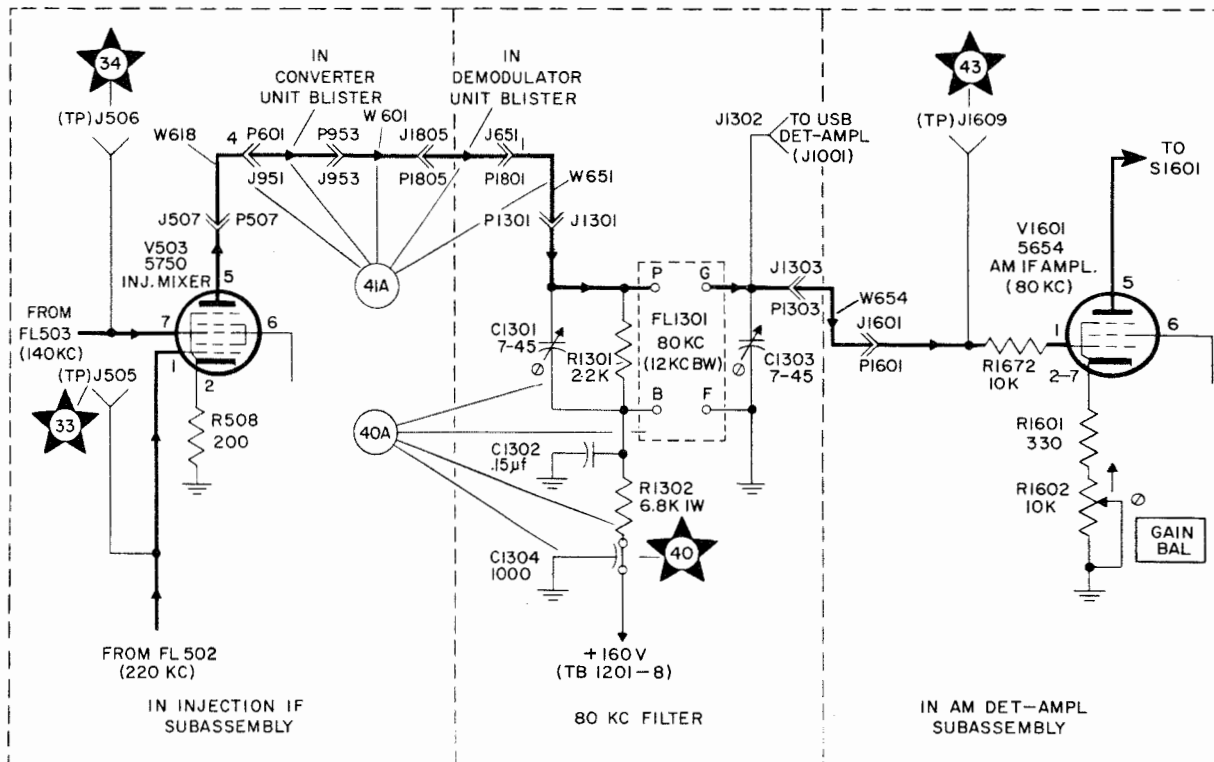 34
(TP)J506
W618
4
P601
J951
IN
CONVERTER
UNIT BLISTER
P953
J953
W601
J1805
P1805
IN
DEMODULATOR
UNIT BLISTER
J651
1
P1801
W651
P1301
J1301
J507
P507
V503
5750
INJ. MIXER
5
7
6
1
2
FROM
FL503
(140KC)
(TP)J505
33
R508
200
FROM FL502
(220 KC)
IN INJECTION IF
SUBASSEMBLY
41A
40A
C1301
7-45
∅
R1301
22K
P
G
FL1301
80 KC
(12KC BW)
B
F
C1302
.15µf
R1302
6.8K 1W
C1304
1000
40
+160V
(TB 1201-8)
80 KC FILTER
J1302
TO USB
DET-AMPL
(J1001)
∅
C1303
7-45
J1303
P1303
W654
J1601
P1601
43
(TP)J1609
R1672
10K
TO
S1601
V1601
5654
AM IF AMPL.
(80 KC)
5
1
6
2-7
R1601
330
R1602
10K
∅
GAIN
BAL
IN AM DET-AMPL
SUBASSEMBLY